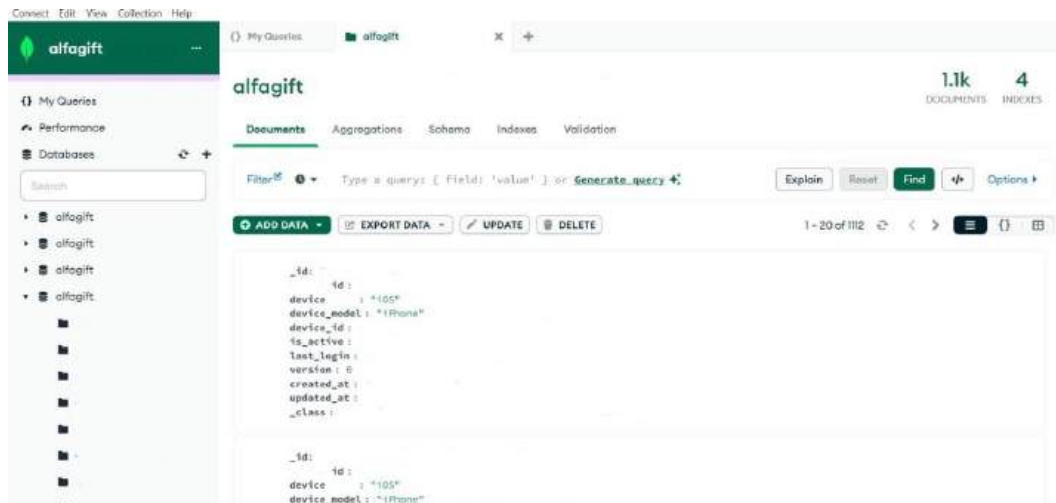 Connect Edit View Collection Help
alfagift ...
{} My Queries
Performance
Databases
Search
alfagift
alfagift
alfagift
alfagift
{} My Queries
alfagift
alfagift
1.1k DOCUMENTS
4 INDEXES
Documents Aggregations Schema Indexes Validation
Filter Type a query: { field: 'value' } or Generate query
Explain Reset Find </> Options
ADD DATA EXPORT DATA UPDATE DELETE
1 - 20 of 1112
{}
_id:
id :
device : "iOS"
device_model : "iPhone"
device_id :
is_active :
last_login :
version : 0
created_at :
updated_at :
_class :
_id:
id :
device : "iOS"
device_model : "iPhone"